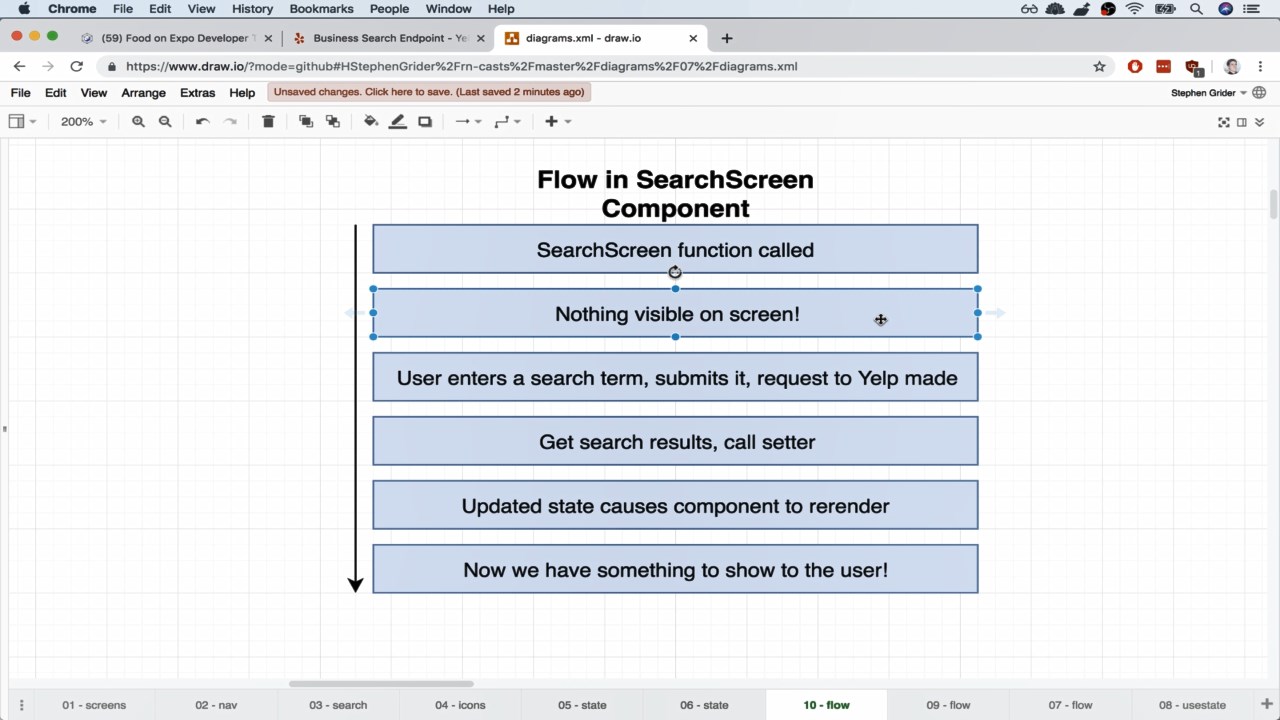 Chrome File Edit View History Bookmarks People Window Help
(59) Food on Expo Developer T
Business Search Endpoint - Ye
diagrams.xml - draw.io
https://www.draw.io/?mode=github#HStephenGrider%2Frn-casts%2Fmaster%2Fdiagrams%2F07%2Fdiagrams.xml
1
File Edit View Arrange Extras Help
Unsaved changes. Click here to save. (Last saved 2 minutes ago)
Stephen Grider
200%
Flow in SearchScreen
Component
SearchScreen function called
Nothing visible on screen!
User enters a search term, submits it, request to Yelp made
Get search results, call setter
Updated state causes component to rerender
Now we have something to show to the user!
01 - screens 02 - nav 03 - search 04 - icons 05 - state 06 - state 10 - flow 09 - flow 07 - flow 08 - usestate